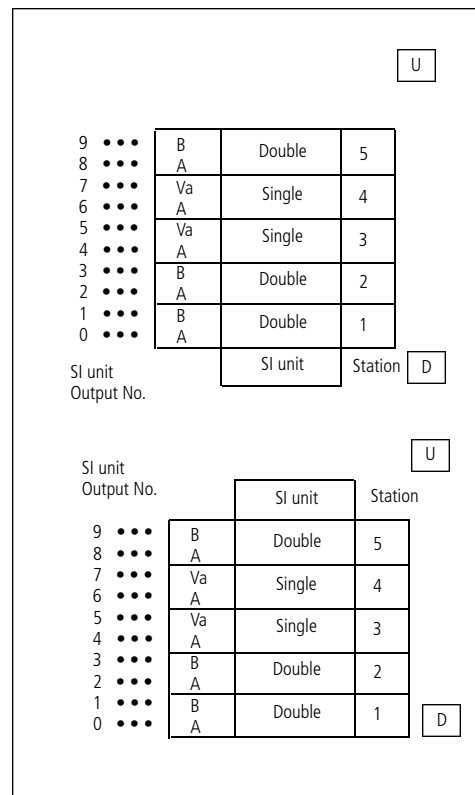 U
9 ••• B Double 5
8 ••• A
7 ••• Va Single 4
6 ••• A
5 ••• Va Single 3
4 ••• A
3 ••• B Double 2
2 ••• A
1 ••• B Double 1
0 ••• A
SI unit SI unit Station D
Output No.
U
SI unit
Output No. SI unit Station
9 ••• B Double 5
8 ••• A
7 ••• Va Single 4
6 ••• A
5 ••• Va Single 3
4 ••• A
3 ••• B Double 2
2 ••• A
1 ••• B Double 1 D
0 ••• A